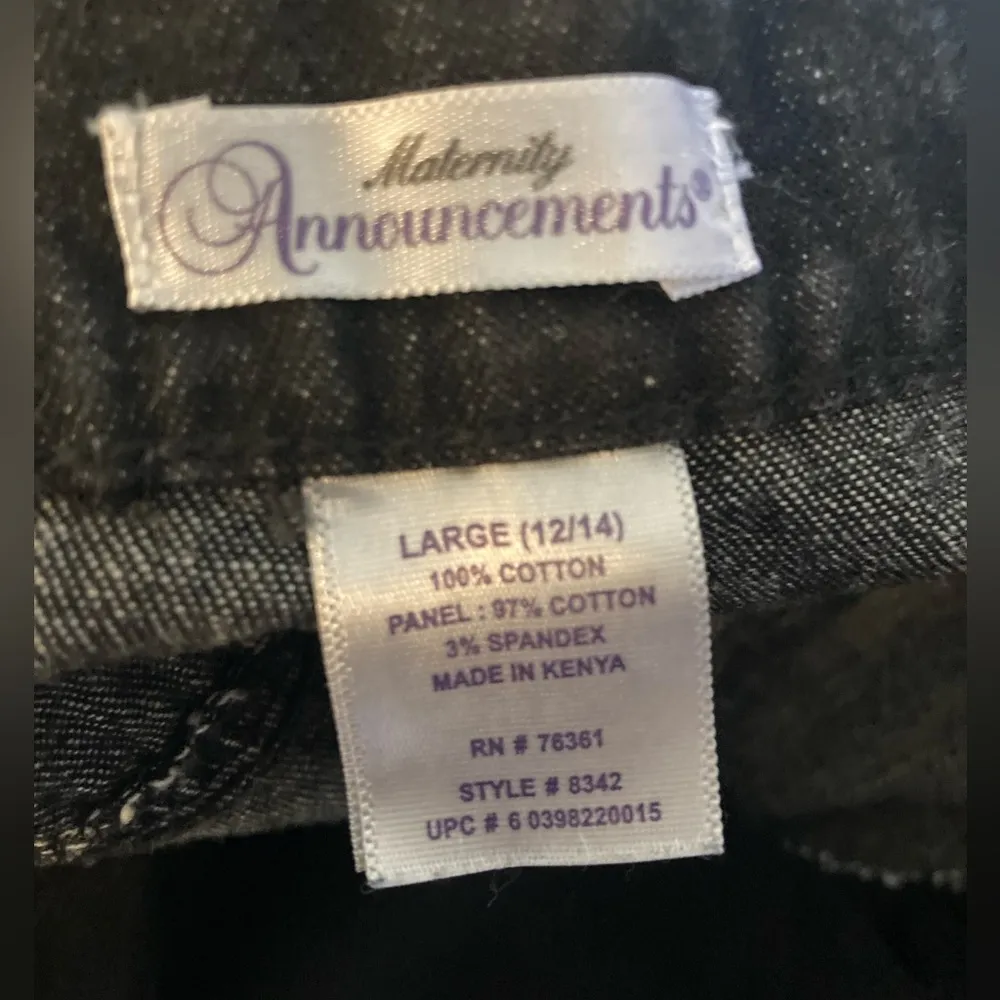 Maternity
Announcements®
LARGE (12/14)
100% COTTON
PANEL : 97% COTTON
3% SPANDEX
MADE IN KENYA
RN # 76361
STYLE # 8342
UPC # 6 0398220015